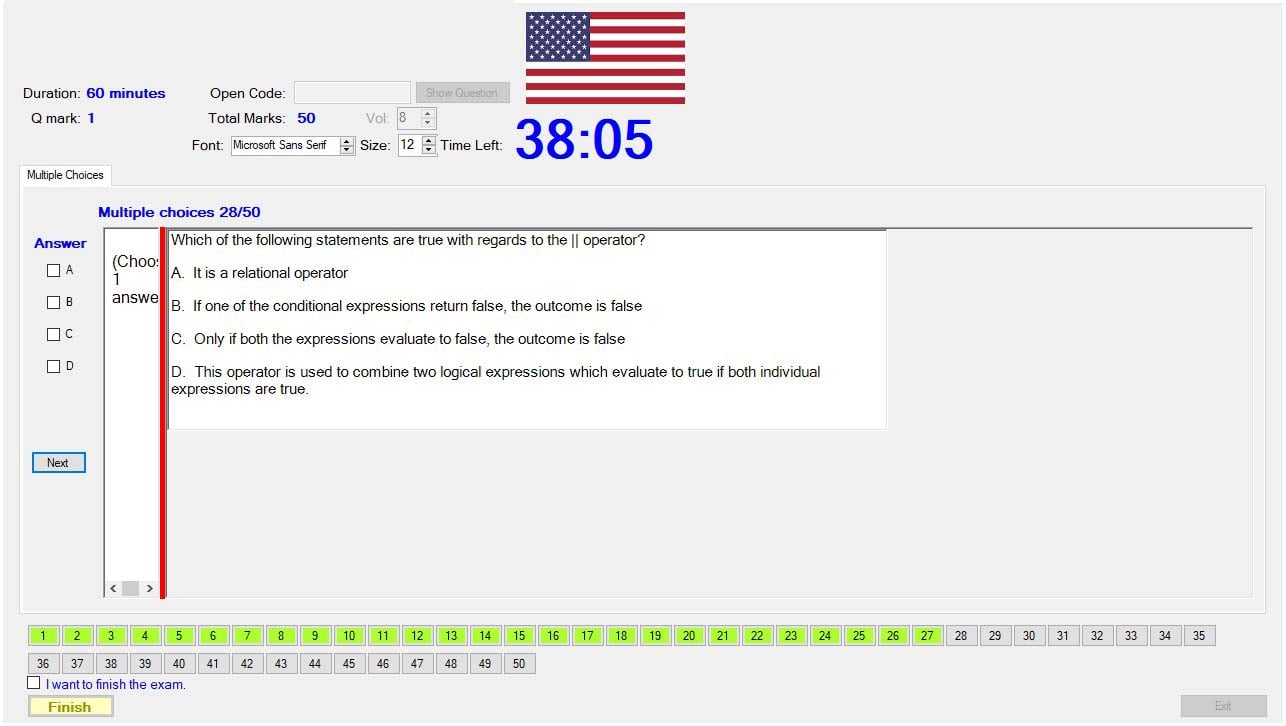 Duration: 60 minutes
Open Code:
Show Question
Q mark: 1
Total Marks: 50
Vol: 8
Font: Microsoft Sans Serif
Size: 12
Time Left: 38:05
Multiple Choices
Multiple choices 28/50
Answer
A
B
C
D
Next
(Choos
1
answe
Which of the following statements are true with regards to the || operator?
A. It is a relational operator
B. If one of the conditional expressions return false, the outcome is false
C. Only if both the expressions evaluate to false, the outcome is false
D. This operator is used to combine two logical expressions which evaluate to true if both individual
expressions are true.
1 2 3 4 5 6 7 8 9 10 11 12 13 14 15 16 17 18 19 20 21 22 23 24 25 26 27 28 29 30 31 32 33 34 35
36 37 38 39 40 41 42 43 44 45 46 47 48 49 50
I want to finish the exam.
Finish
Exit